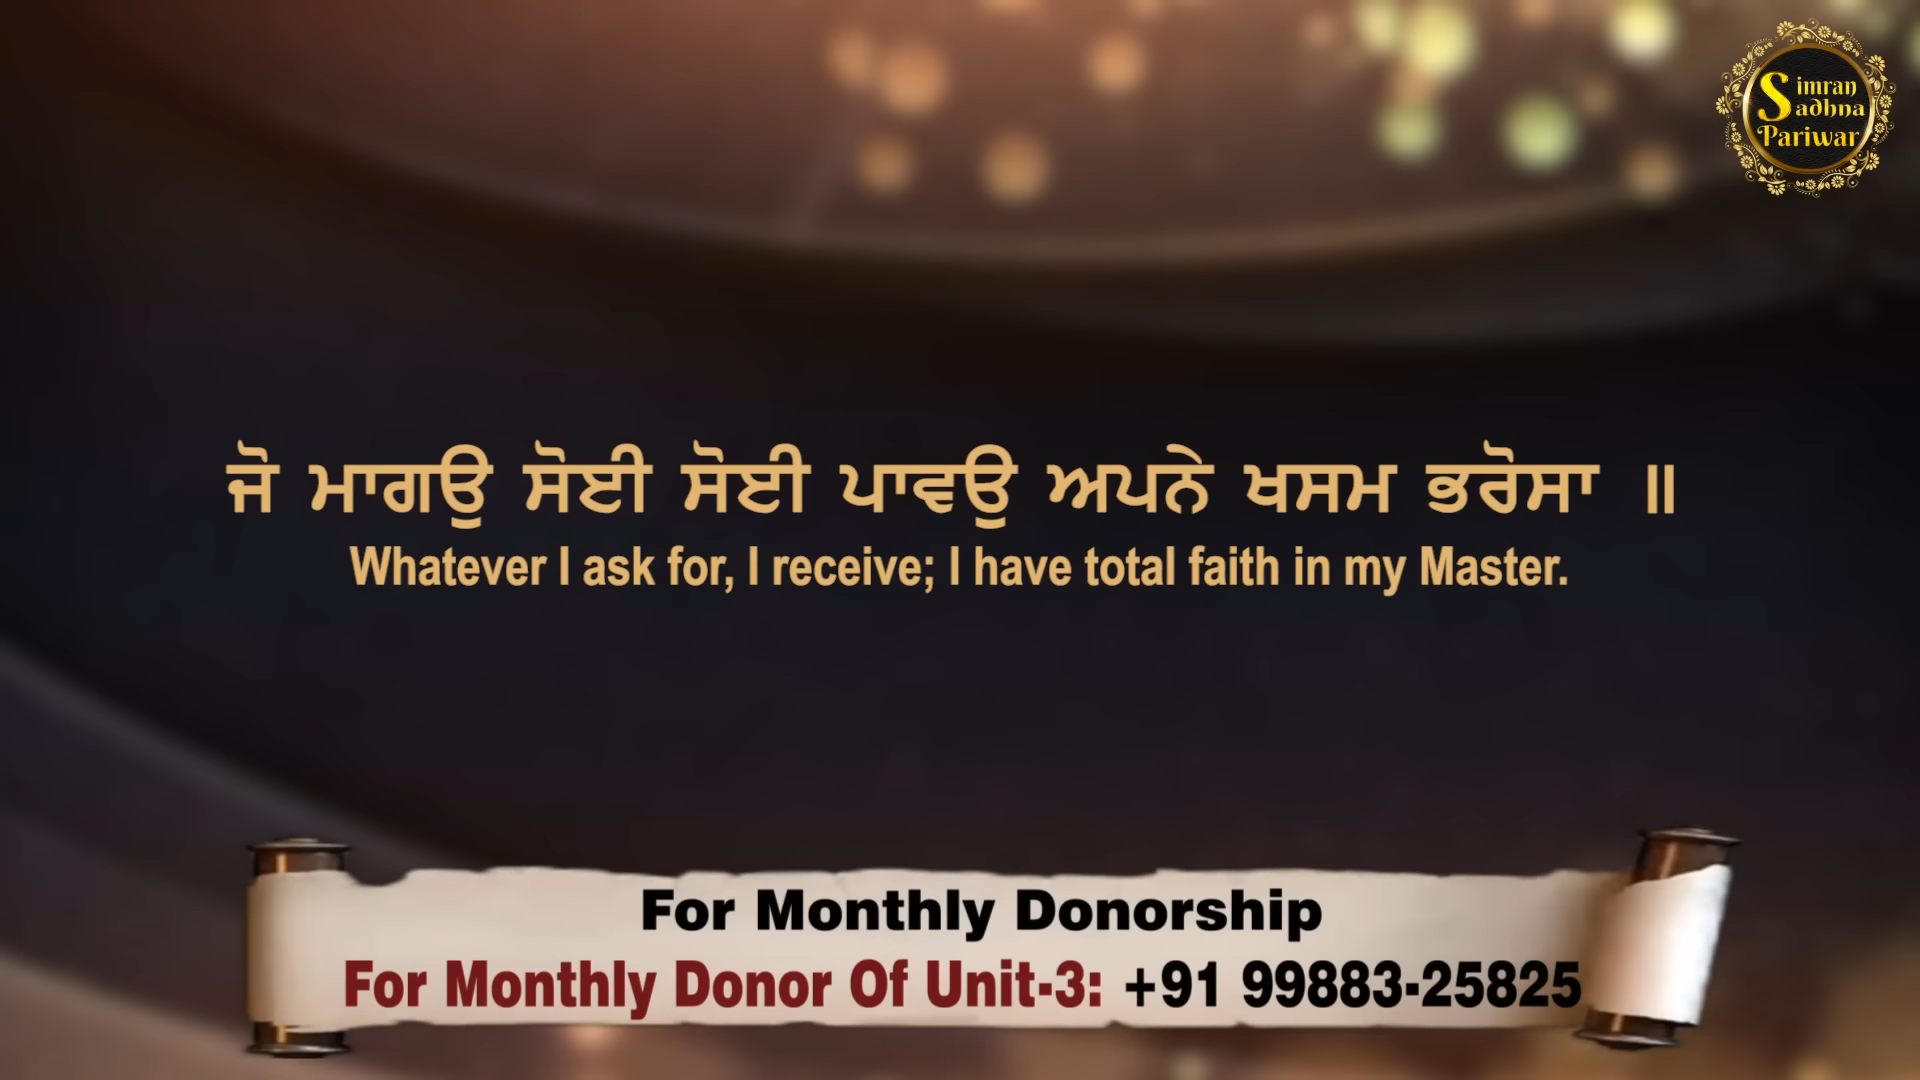 Simran
Sadhna
Pariwar
ਜੋ ਮਾਗਉ ਸੋਈ ਸੋਈ ਪਾਵਉ ਅਪਨੇ ਖਸਮ ਭਰੋਸਾ ॥
Whatever I ask for, I receive; I have total faith in my Master.
For Monthly Donorship
For Monthly Donor Of Unit-3: +91 99883-25825